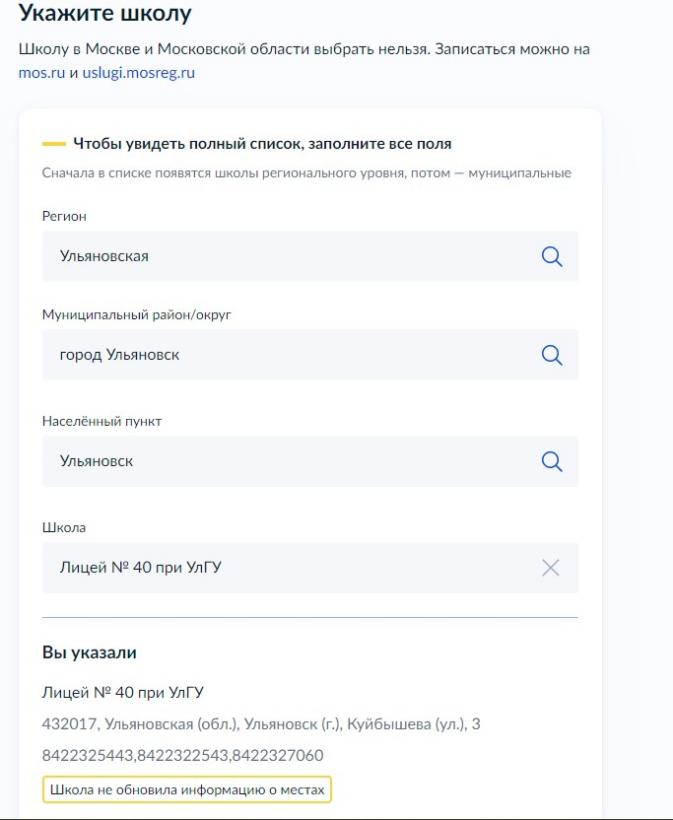 Укажите школу
Школу в Москве и Московской области выбрать нельзя. Записаться можно на
mos.ru и uslugi.mosreg.ru
Чтобы увидеть полный список, заполните все поля
Сначала в списке появятся школы регионального уровня, потом — муниципальные
Регион
Ульяновская
Муниципальный район/округ
город Ульяновск
Населённый пункт
Ульяновск
Школа
Лицей № 40 при УлГУ
Вы указали
Лицей № 40 при УлГУ
432017, Ульяновская (обл.), Ульяновск (г.), Куйбышева (ул.), 3
8422325443,8422322543,8422327060
Школа не обновила информацию о местах